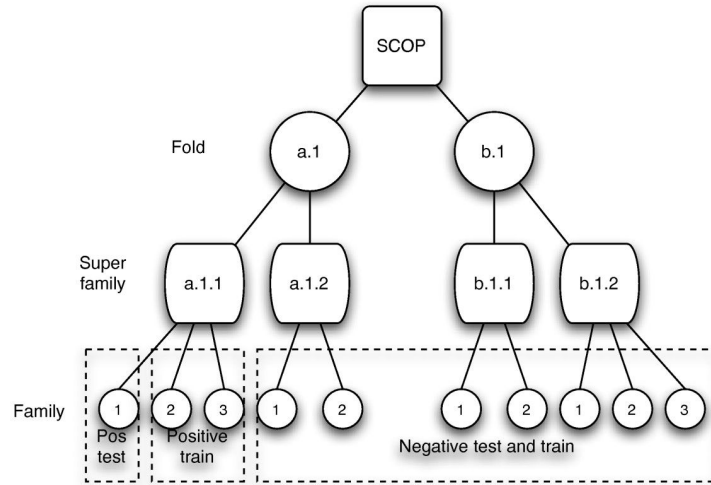 SCOP
Fold
a.1
b.1
Super
family
a.1.1
a.1.2
b.1.1
b.1.2
Family
1
2
3
1
2
1
2
1
2
3
Pos
test
Positive
train
Negative test and train